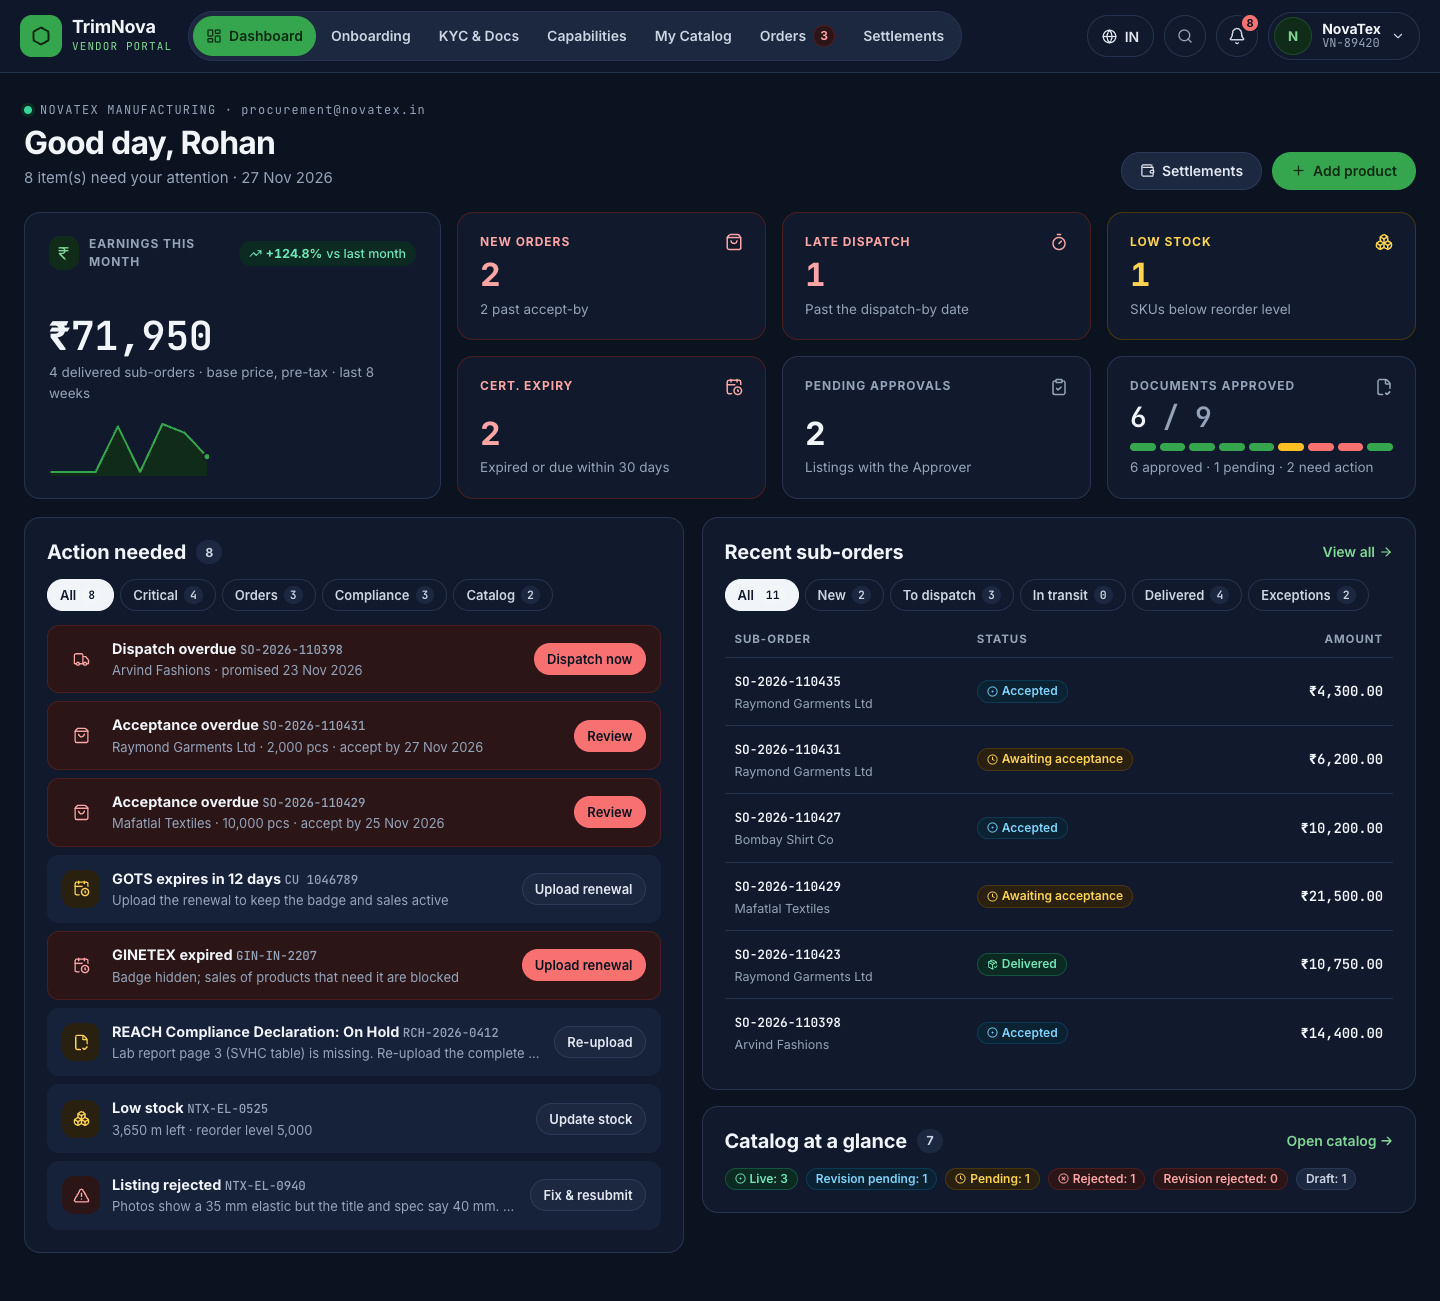 TrimNova
VENDOR PORTAL
Dashboard
Onboarding
KYC & Docs
Capabilities
My Catalog
Orders 3
Settlements
IN
8
N
NovaTex
VN-89420
NOVATEX MANUFACTURING · procurement@novatex.in
Good day, Rohan
8 item(s) need your attention · 27 Nov 2026
Settlements
+ Add product
₹
EARNINGS THIS
MONTH
+124.8% vs last month
₹71,950
4 delivered sub-orders · base price, pre-tax · last 8
weeks
NEW ORDERS
2
2 past accept-by
LATE DISPATCH
1
Past the dispatch-by date
LOW STOCK
1
SKUs below reorder level
CERT. EXPIRY
2
Expired or due within 30 days
PENDING APPROVALS
2
Listings with the Approver
DOCUMENTS APPROVED
6 / 9
6 approved · 1 pending · 2 need action
Action needed 8
All 8
Critical 4
Orders 3
Compliance 3
Catalog 2
Dispatch overdue SO-2026-110398
Arvind Fashions · promised 23 Nov 2026
Dispatch now
Acceptance overdue SO-2026-110431
Raymond Garments Ltd · 2,000 pcs · accept by 27 Nov 2026
Review
Acceptance overdue SO-2026-110429
Mafatlal Textiles · 10,000 pcs · accept by 25 Nov 2026
Review
GOTS expires in 12 days CU 1046789
Upload the renewal to keep the badge and sales active
Upload renewal
GINETEX expired GIN-IN-2207
Badge hidden; sales of products that need it are blocked
Upload renewal
REACH Compliance Declaration: On Hold RCH-2026-0412
Lab report page 3 (SVHC table) is missing. Re-upload the complete ...
Re-upload
Low stock NTX-EL-0525
3,650 m left · reorder level 5,000
Update stock
Listing rejected NTX-EL-0940
Photos show a 35 mm elastic but the title and spec say 40 mm. ...
Fix & resubmit
Recent sub-orders
View all →
All 11
New 2
To dispatch 3
In transit 0
Delivered 4
Exceptions 2
SUB-ORDER STATUS AMOUNT
SO-2026-110435
Raymond Garments Ltd
Accepted
₹4,300.00
SO-2026-110431
Raymond Garments Ltd
Awaiting acceptance
₹6,200.00
SO-2026-110427
Bombay Shirt Co
Accepted
₹10,200.00
SO-2026-110429
Mafatlal Textiles
Awaiting acceptance
₹21,500.00
SO-2026-110423
Raymond Garments Ltd
Delivered
₹10,750.00
SO-2026-110398
Arvind Fashions
Accepted
₹14,400.00
Catalog at a glance 7
Open catalog →
Live: 3
Revision pending: 1
Pending: 1
Rejected: 1
Revision rejected: 0
Draft: 1